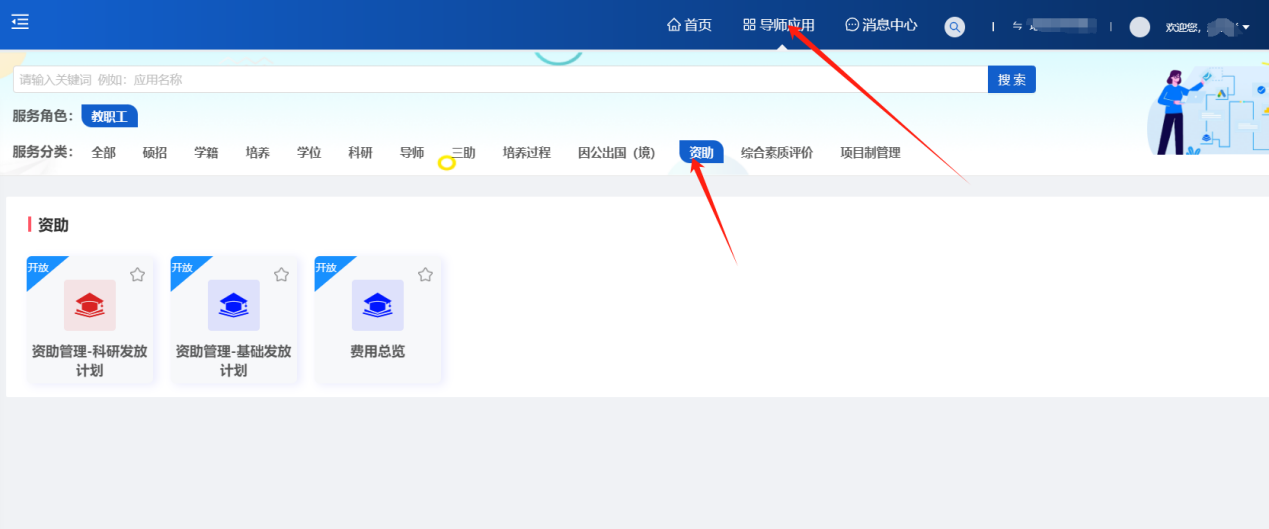 首页 导师应用 消息中心 欢迎您,
请输入关键词 例如：应用名称 搜 索
服务角色： 教职工
服务分类： 全部 硕招 学籍 培养 学位 科研 导师 三助 培养过程 因公出国（境） 资助 综合素质评价 项目制管理
资助
开放 开放 开放
资助管理-科研发放计划
资助管理-基础发放计划
费用总览